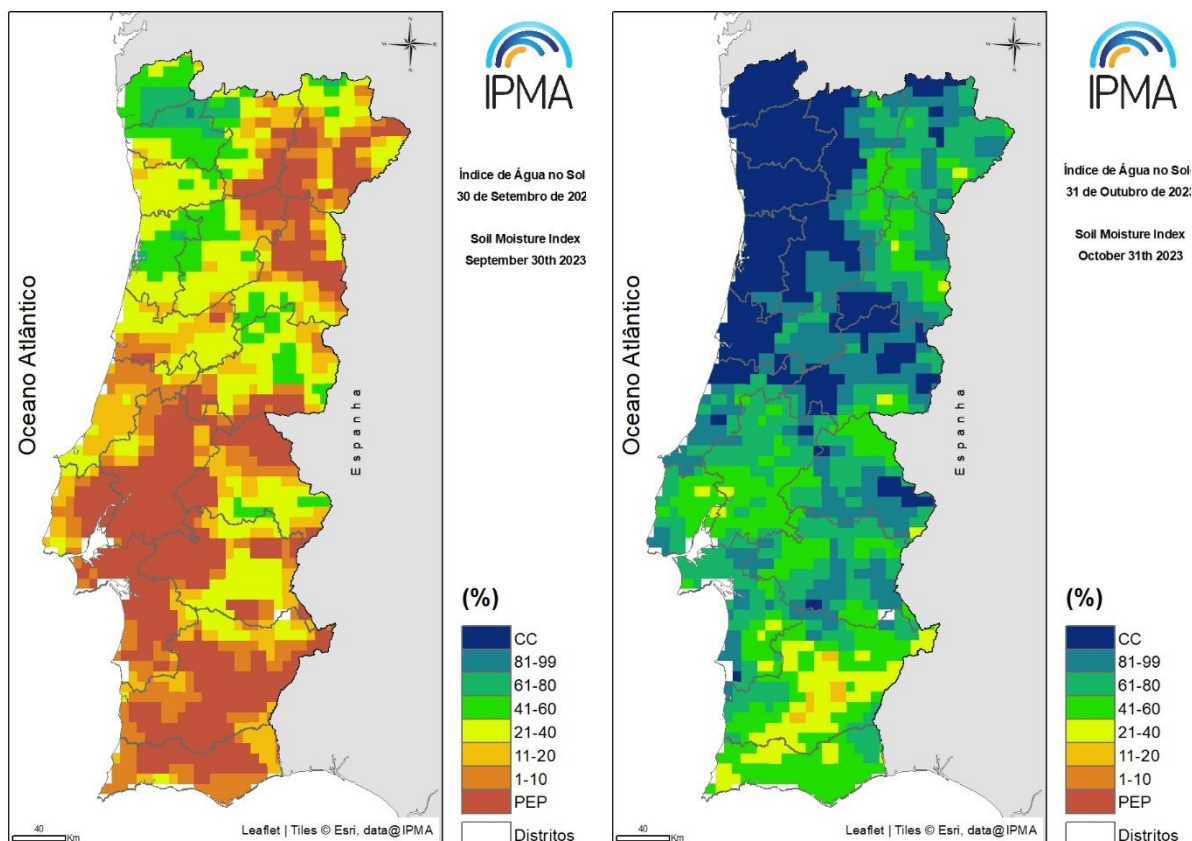 N
W
E
S
IPMA
Índice de Água no Sol
30 de Setembro de 202
Soil Moisture Index
September 30th 2023
Oceano Atlântico
Espanha
(%)
CC
81-99
61-80
41-60
21-40
11-20
1-10
PEP
Distritos
40
Km
Leaflet | Tiles © Esri, data@IPMA
N
W
E
S
IPMA
Índice de Água no Sol
31 de Outubro de 2023
Soil Moisture Index
October 31th 2023
Oceano Atlântico
Espanha
(%)
CC
81-99
61-80
41-60
21-40
11-20
1-10
PEP
Distritos
40
Km
Leaflet | Tiles © Esri, data@IPMA